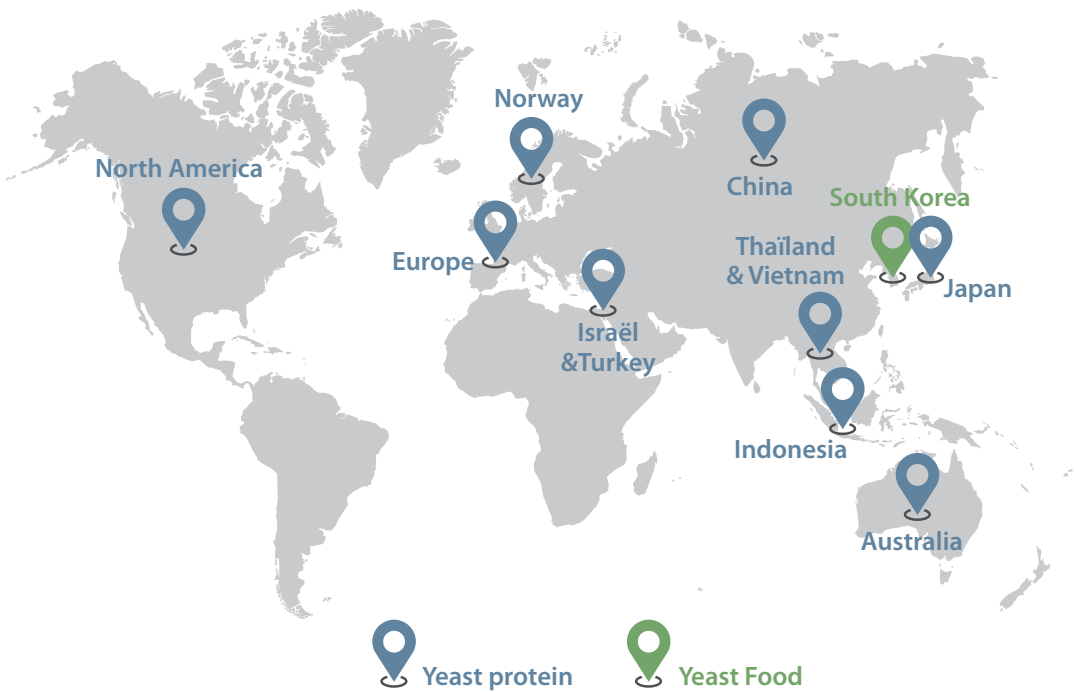 Norway
North America
China
South Korea
Europe
Thaïland
& Vietnam
Japan
Israël
&Turkey
Indonesia
Australia
Yeast protein
Yeast Food